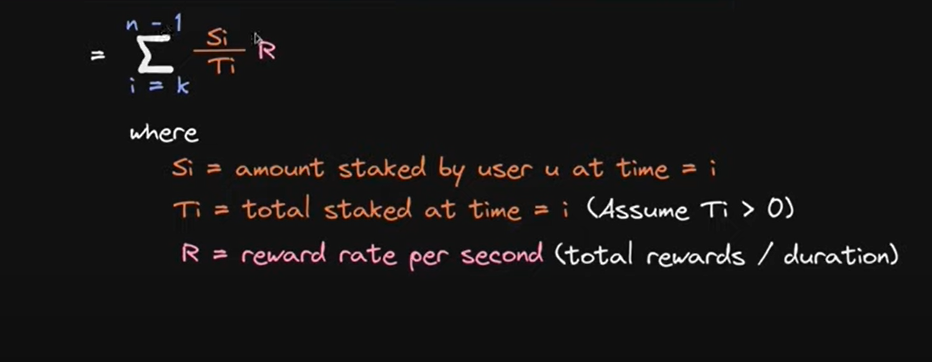 n - 1
= Σ Si/Ti R
i = k
where
Si = amount staked by user u at time = i
Ti = total staked at time = i (Assume Ti > 0)
R = reward rate per second (total rewards / duration)